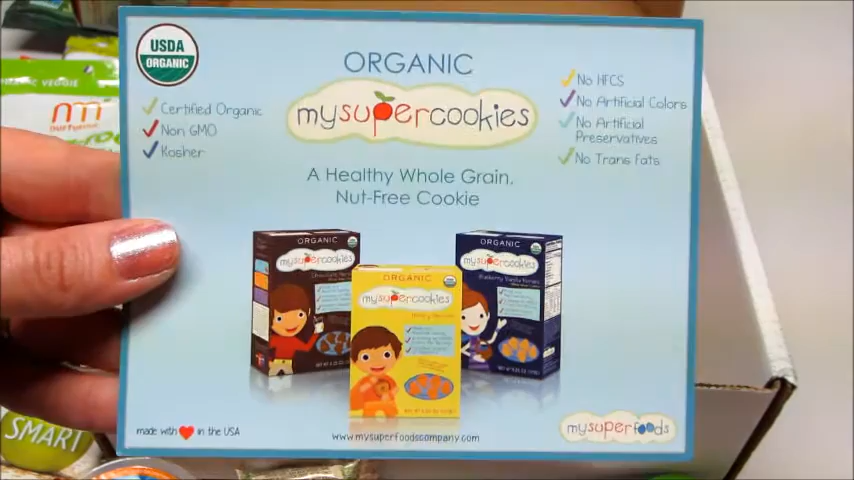 USDA
ORGANIC
ORGANIC
mysupercookies
Certified Organic
Non GMO
Kosher
No HFCS
No Artificial Colors
No Artificial
Preservatives
No Trans Fats
A Healthy Whole Grain,
Nut-Free Cookie
ORGANIC
mysupercookies
ORGANIC
mysupercookies
ORGANIC
mysupercookies
made with in the USA
www.mysuperfoodscompany.com
mysuperfoods
SMART